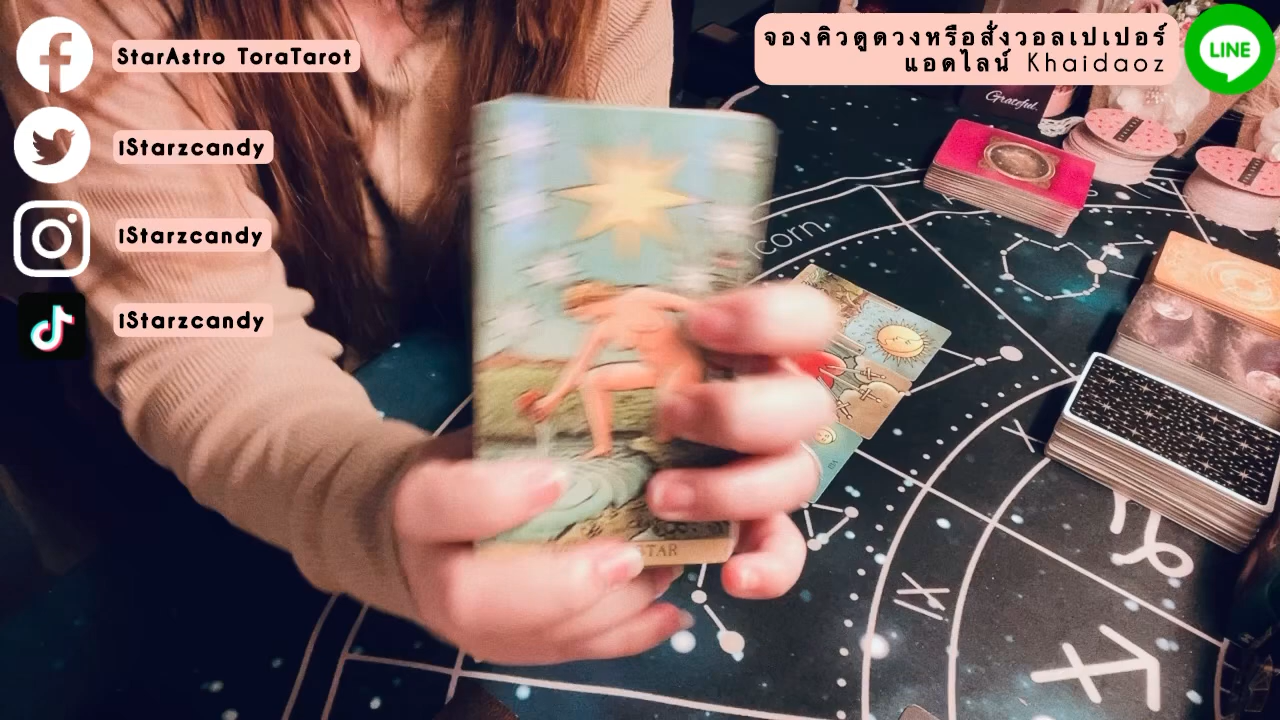 StarAstro ToraTarot
IStarzcandy
IStarzcandy
IStarzcandy
จองคิวดูดวงหรือสั่งวอลเปเปอร์
แอดไลน์ Khaidaoz
LINE
Grateful.
icorn
STAR